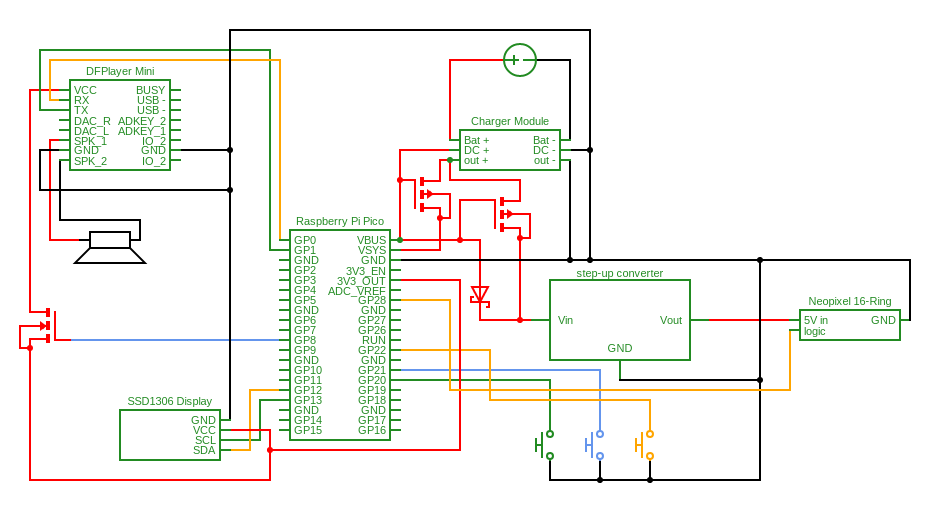 DFPlayer Mini
VCC BUSY
RX USB -
TX USB -
DAC_R ADKEY_2
DAC_L ADKEY_1
SPK_1 IO_2
GND GND
SPK_2 IO_2
Charger Module
Bat + Bat -
DC + DC -
out + out -
Raspberry Pi Pico
GP0 VBUS
GP1 VSYS
GND GND
GP2 3V3_EN
GP3 3V3_OUT
GP4 ADC_VREF
GP5 GP28
GND GND
GP6 GP27
GP7 GP26
GP8 RUN
GP9 GP22
GND GND
GP10 GP21
GP11 GP20
GP12 GP19
GP13 GP18
GND GND
GP14 GP17
GP15 GP16
step-up converter
Vin Vout
GND
Neopixel 16-Ring
5V in GND
logic
SSD1306 Display
GND
VCC
SCL
SDA